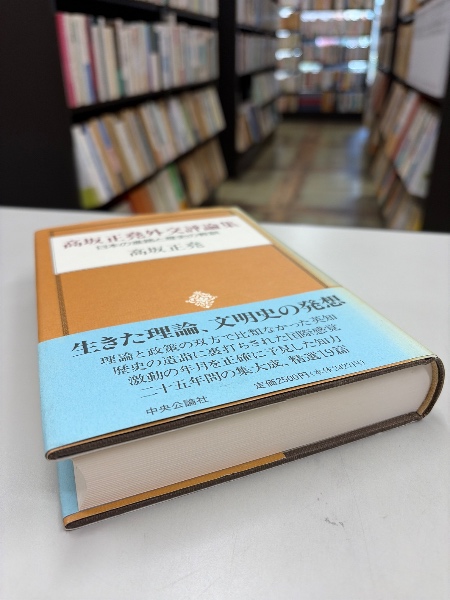 高坂正堯外交評論集
日本の進路と歴史の教訓
高坂正堯
生きた理論、文明史の発想
理論と政策の双方で比類なかった英知
歴史の造詣に裏打ちされた国際感覚
激動の年月を正確に予見した知力
二十五年間の集大成、精選19篇
中央公論社
定価2500円